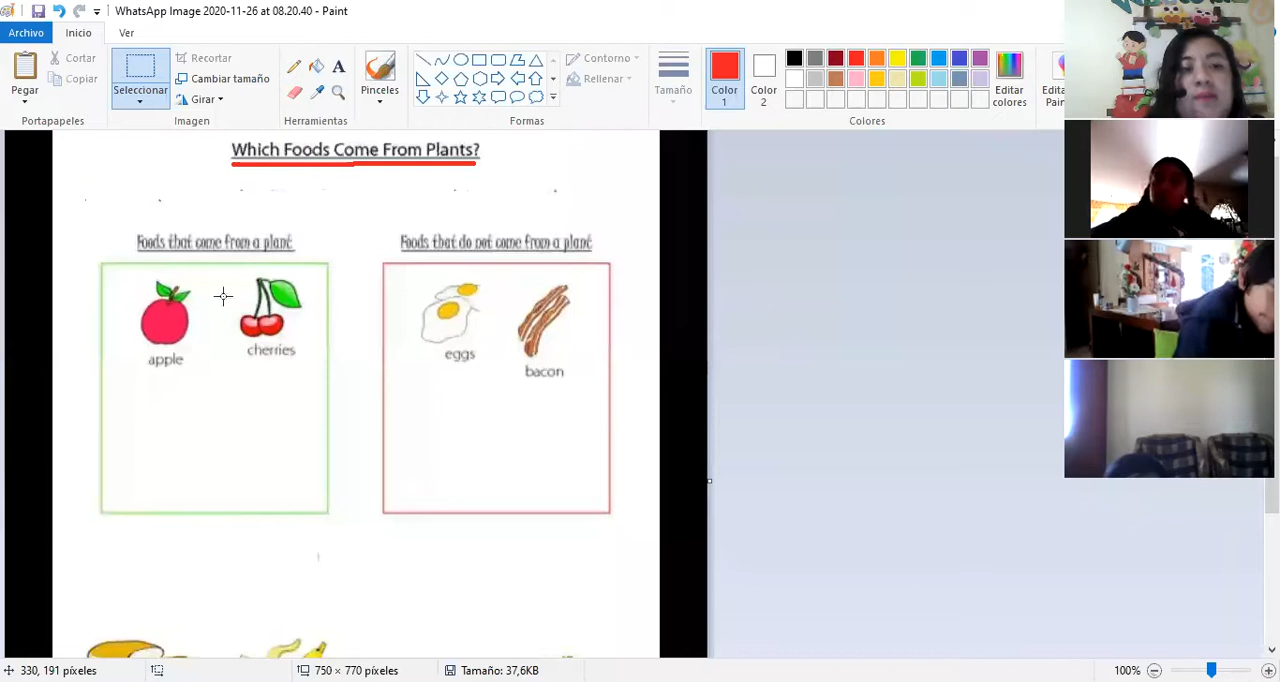 WhatsApp Image 2020-11-26 at 08.20.40 - Paint
Archivo Inicio Ver
Pegar
Cortar
Copiar
Portapapeles
Seleccionar
Recortar
Cambiar tamaño
Girar
Imagen
Herramientas
Pinceles
Contorno
Rellenar
Formas
Tamaño
Color 1
Color 2
Editar colores
Colores
Which Foods Come From Plants?
Foods that come from a plant
apple
cherries
Foods that do not come from a plant
eggs
bacon
330, 191 píxeles
750 × 770 píxeles
Tamaño: 37,6KB
100%